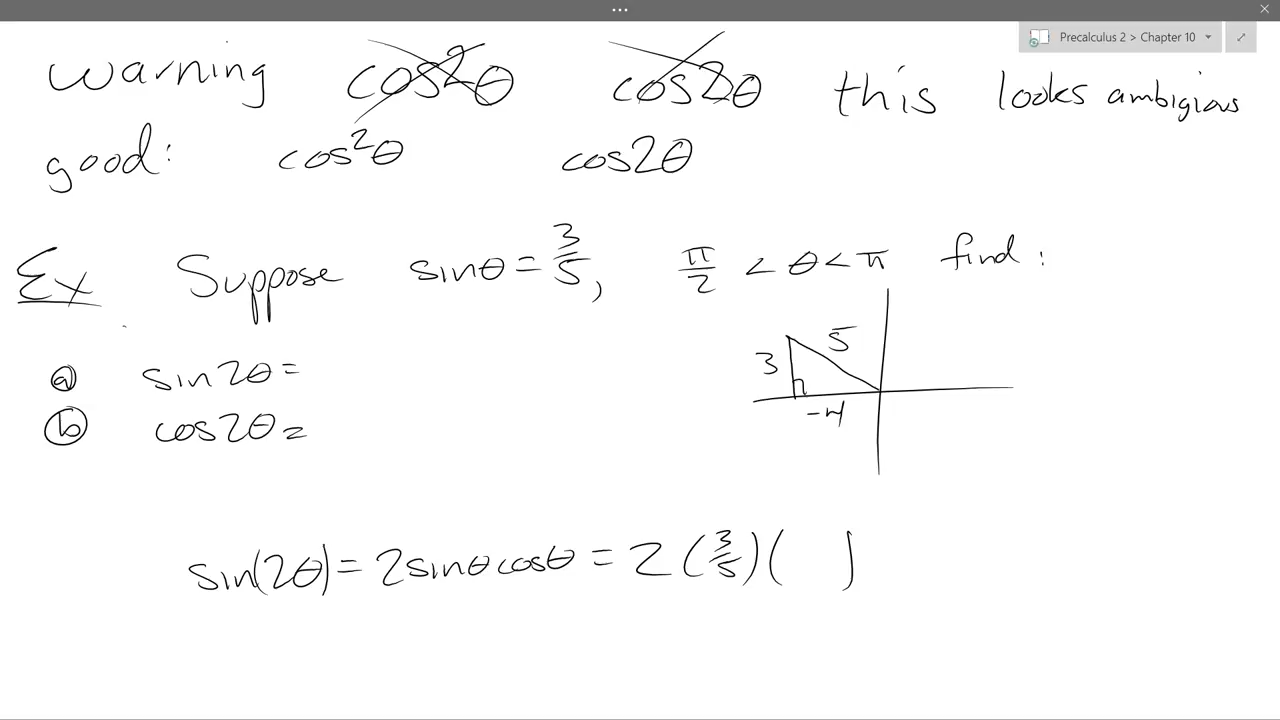 Precalculus 2 > Chapter 10
warning cos²θ cos2θ this looks ambigious
good: cos²θ cos2θ
Ex Suppose sinθ = 3/5, π/2 < θ < π find:
3 5
-4
ⓐ sin2θ =
ⓑ cos2θ =
sin(2θ) = 2sinθcosθ = 2(3/5)( )